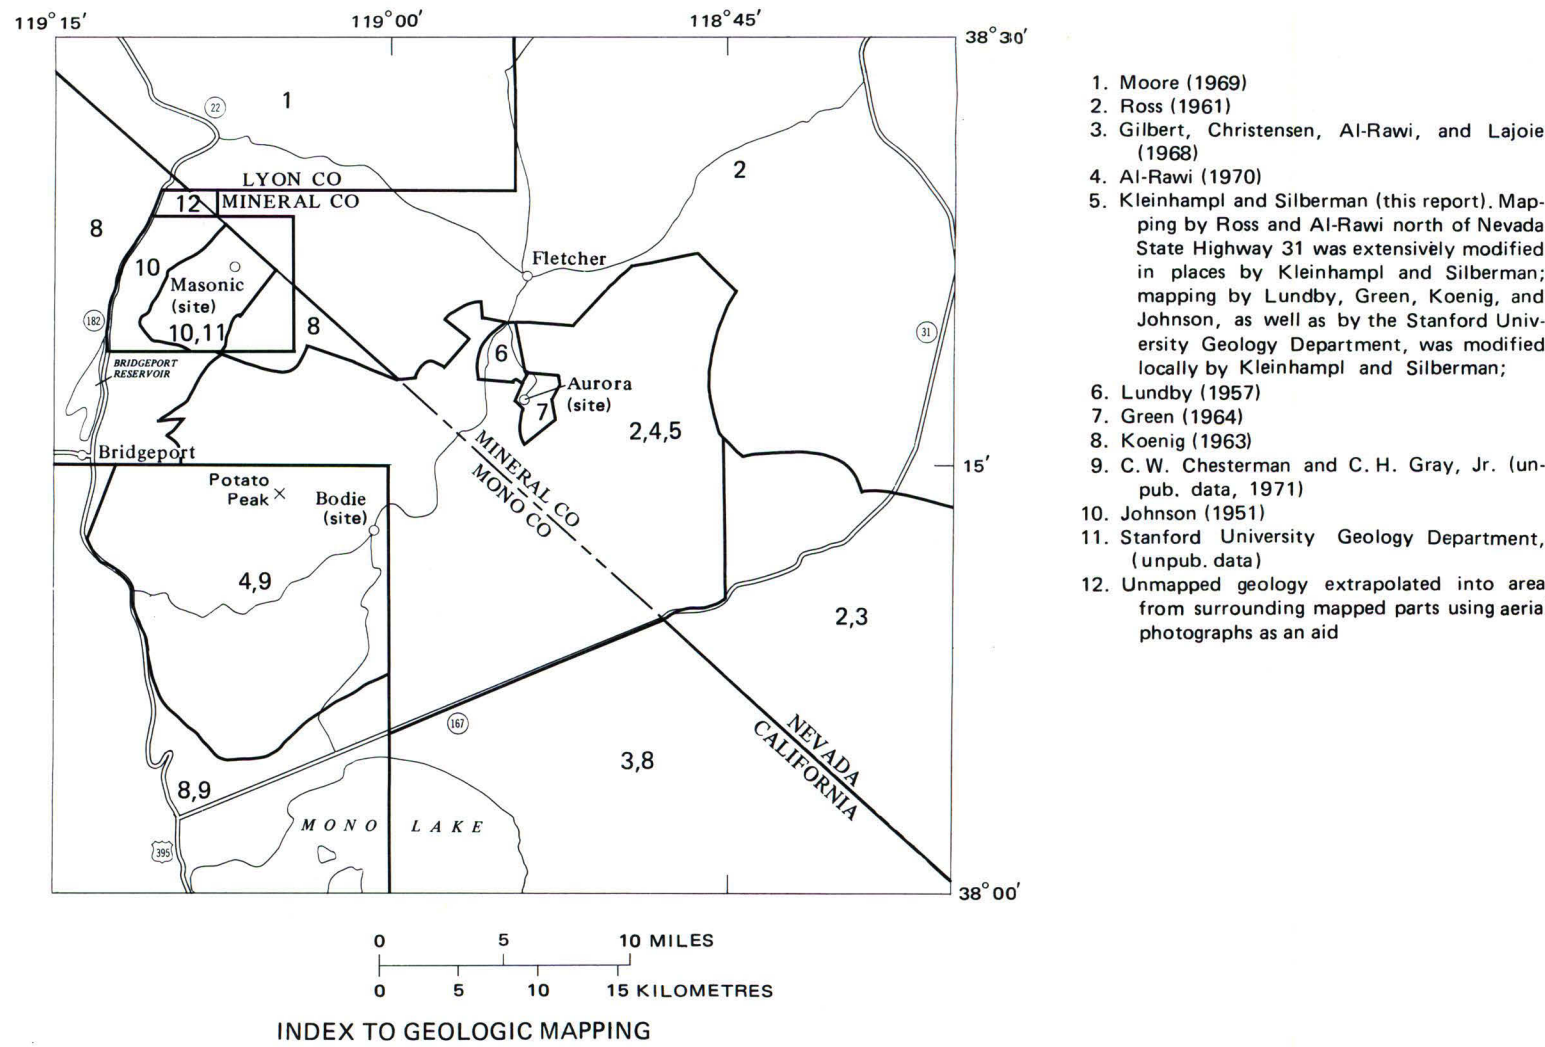 119°15′
119°00′
118°45′
38°30′
1
22
2
LYON CO
MINERAL CO
12
8
10
Masonic
(site)
10,11
182
8
Fletcher
31
BRIDGEPORT
RESERVOIR
6
Aurora
(site)
7
2,4,5
MINERAL CO
MONO CO
Bridgeport
15′
Potato
Peak
Bodie
(site)
4,9
2,3
167
NEVADA
CALIFORNIA
3,8
8,9
MONO LAKE
395
38°00′
0 5 10 MILES
0 5 10 15 KILOMETRES
INDEX TO GEOLOGIC MAPPING
1. Moore (1969)
2. Ross (1961)
3. Gilbert, Christensen, Al-Rawi, and Lajoie
(1968)
4. Al-Rawi (1970)
5. Kleinhampl and Silberman (this report). Map-
ping by Ross and Al-Rawi north of Nevada
State Highway 31 was extensively modified
in places by Kleinhampl and Silberman;
mapping by Lundby, Green, Koenig, and
Johnson, as well as by the Stanford Univ-
ersity Geology Department, was modified
locally by Kleinhampl and Silberman;
6. Lundby (1957)
7. Green (1964)
8. Koenig (1963)
9. C. W. Chesterman and C. H. Gray, Jr. (un-
pub. data, 1971)
10. Johnson (1951)
11. Stanford University Geology Department,
(unpub. data)
12. Unmapped geology extrapolated into area
from surrounding mapped parts using aeria
photographs as an aid